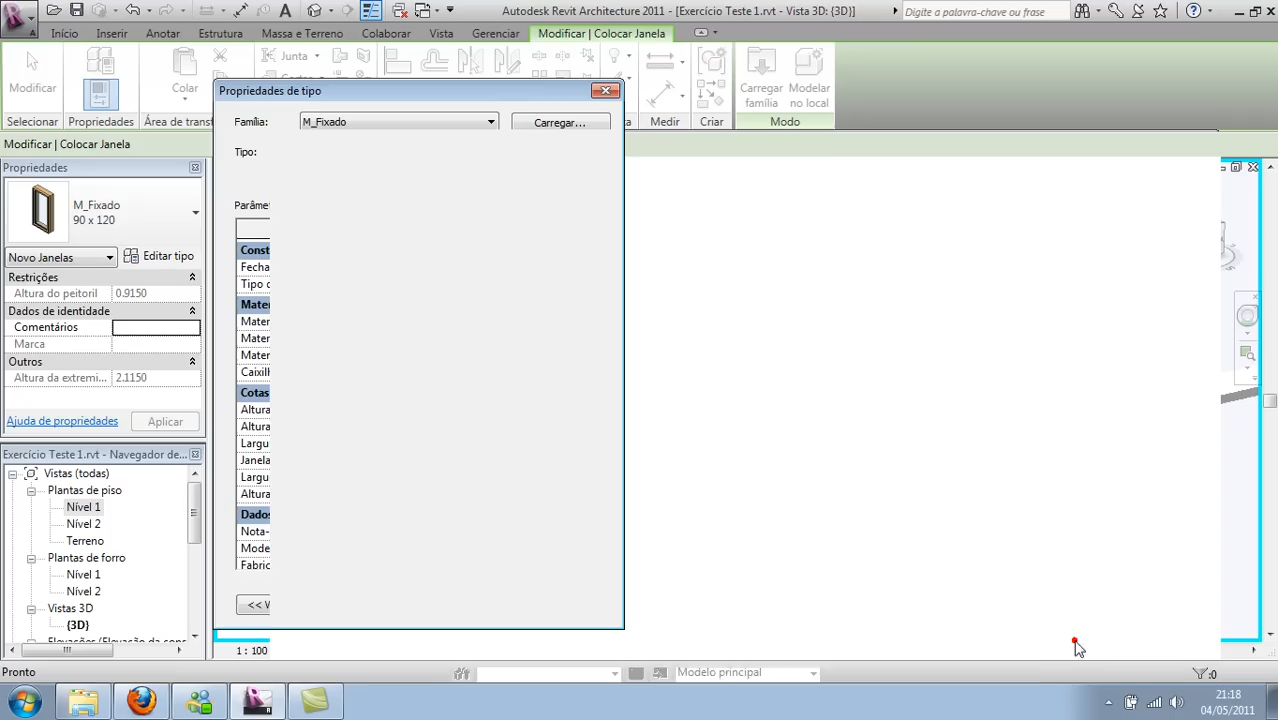 Autodesk Revit Architecture 2011 - [Exercício Teste 1.rvt - Vista 3D: {3D}]
Digite a palavra-chave ou frase
Início Inserir Anotar Estrutura Massa e Terreno Colaborar Vista Gerenciar Modificar | Colocar Janela
Junta
Modificar
Colar
Carregar família
Modelar no local
Selecionar Propriedades Área de transf Medir Criar Modo
Modificar | Colocar Janela
Propriedades de tipo
Família: M_Fixado Carregar...
Tipo:
Parâme
Const
Fecha
Tipo d
Mater
Mater
Mater
Mater
Caixilh
Cotas
Altura
Altura
Largu
Janela
Largu
Altura
Dados
Nota-
Mode
Fabric
<< V
Propriedades
M_Fixado
90 x 120
Novo Janelas Editar tipo
Restrições
Altura do peitoril 0.9150
Dados de identidade
Comentários
Marca
Outros
Altura da extremi... 2.1150
Ajuda de propriedades Aplicar
Exercício Teste 1.rvt - Navegador de...
Vistas (todas)
Plantas de piso
Nível 1
Nível 2
Terreno
Plantas de forro
Nível 1
Nível 2
Vistas 3D
{3D}
Elevações (Elevação da cons
1 : 100
Pronto
Modelo principal
:0
21:18
04/05/2011